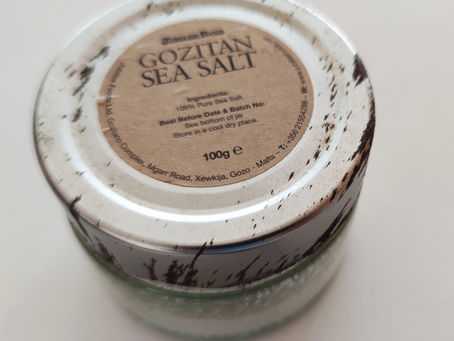 GOZITAN
SEA SALT
Ingredients:
100% Pure Sea Salt.
Best Before Date & Batch No:
See bottom of jar
Store in a cool dry place.
100g e
Mgarr Road, Xewkija, Gozo - Malta